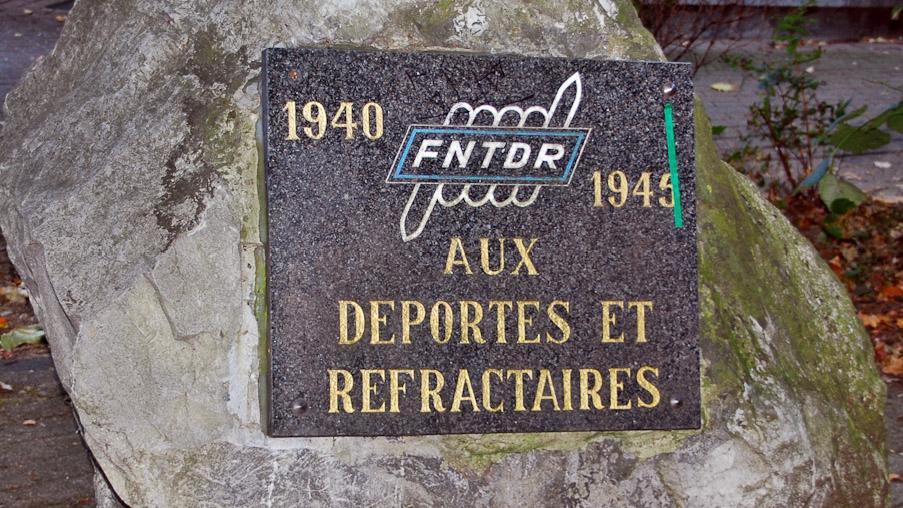 1940
FNTDR
1945
AUX
DEPORTES ET
REFRACTAIRES